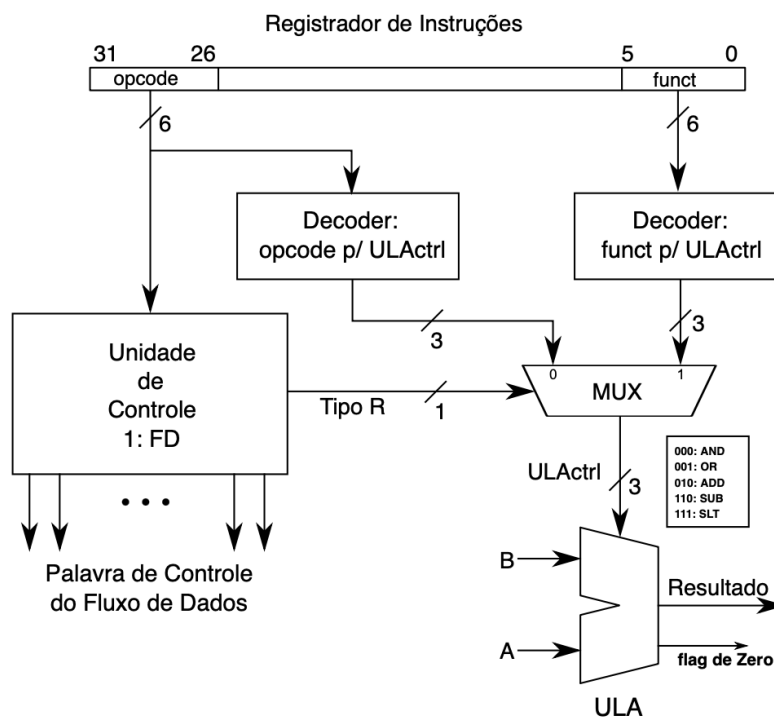 Registrador de Instruções
31 26 5 0
opcode funct
6 6
Decoder:
opcode p/ ULActrl
Decoder:
funct p/ ULActrl
3 3
Unidade
de
Controle
1: FD
Tipo R 1
0 1
MUX
ULActrl 3
000: AND
001: OR
010: ADD
110: SUB
111: SLT
• • •
Palavra de Controle
do Fluxo de Dados
B
A
Resultado
flag de Zero
ULA